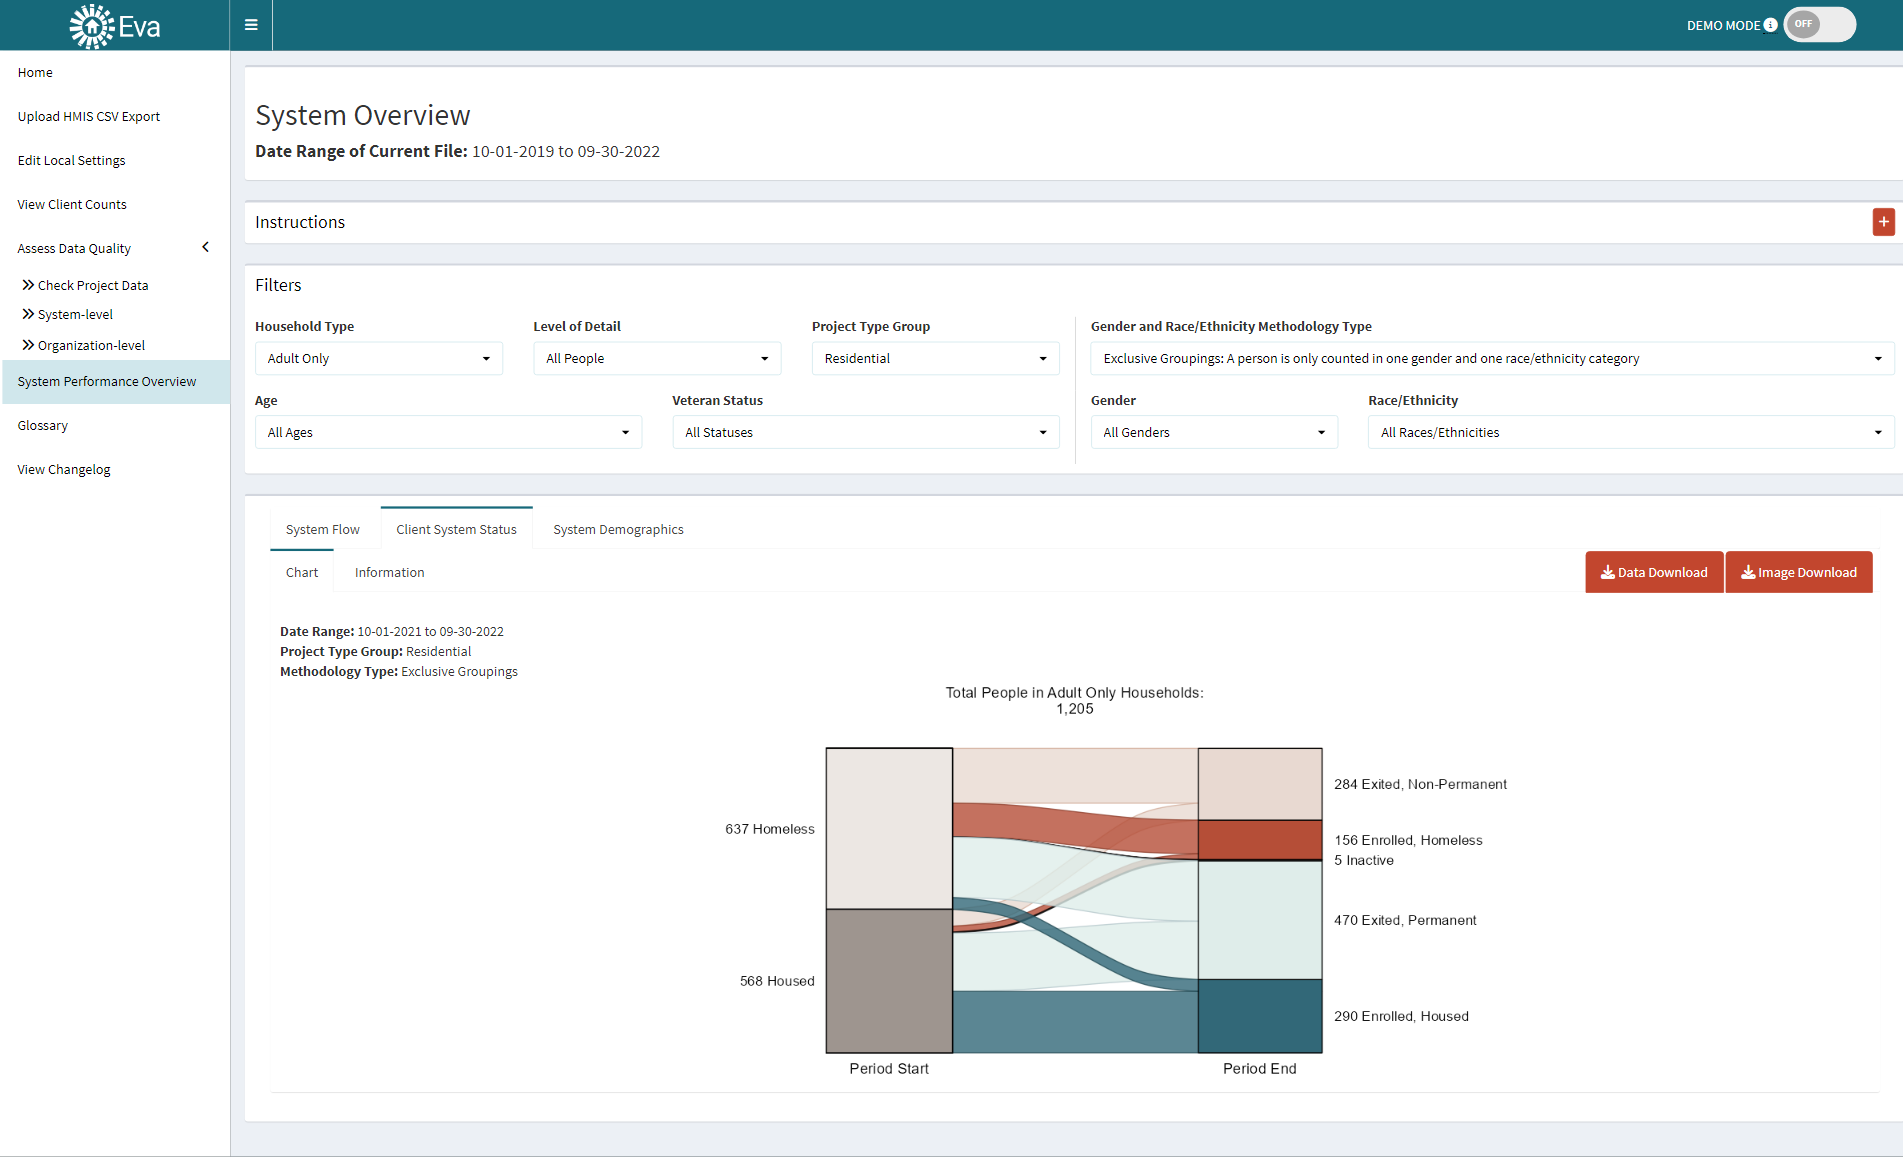 Eva
DEMO MODE
OFF
Home
Upload HMIS CSV Export
Edit Local Settings
View Client Counts
Assess Data Quality
Check Project Data
System-level
Organization-level
System Performance Overview
Glossary
View Changelog
System Overview
Date Range of Current File: 10-01-2019 to 09-30-2022
Instructions
Filters
Household Type
Adult Only
Level of Detail
All People
Project Type Group
Residential
Gender and Race/Ethnicity Methodology Type
Exclusive Groupings: A person is only counted in one gender and one race/ethnicity category
Age
All Ages
Veteran Status
All Statuses
Gender
All Genders
Race/Ethnicity
All Races/Ethnicities
System Flow
Client System Status
System Demographics
Chart
Information
Data Download
Image Download
Date Range: 10-01-2021 to 09-30-2022
Project Type Group: Residential
Methodology Type: Exclusive Groupings
Total People in Adult Only Households:
1,205
637 Homeless
568 Housed
284 Exited, Non-Permanent
156 Enrolled, Homeless
5 Inactive
470 Exited, Permanent
290 Enrolled, Housed
Period Start
Period End